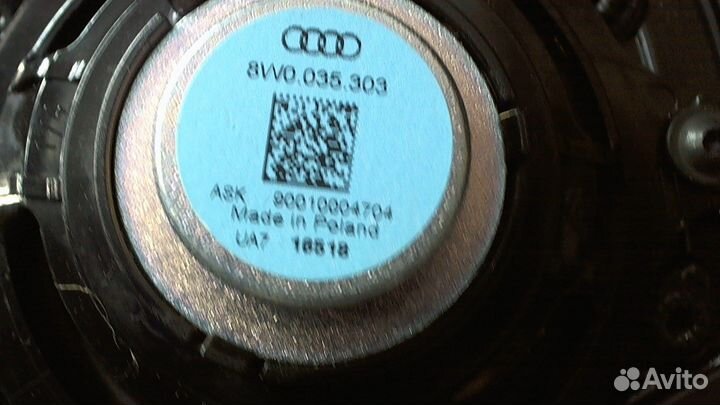 8W0.035.303
ASK 90010004704
Made in Poland
UA7 16518
Avito